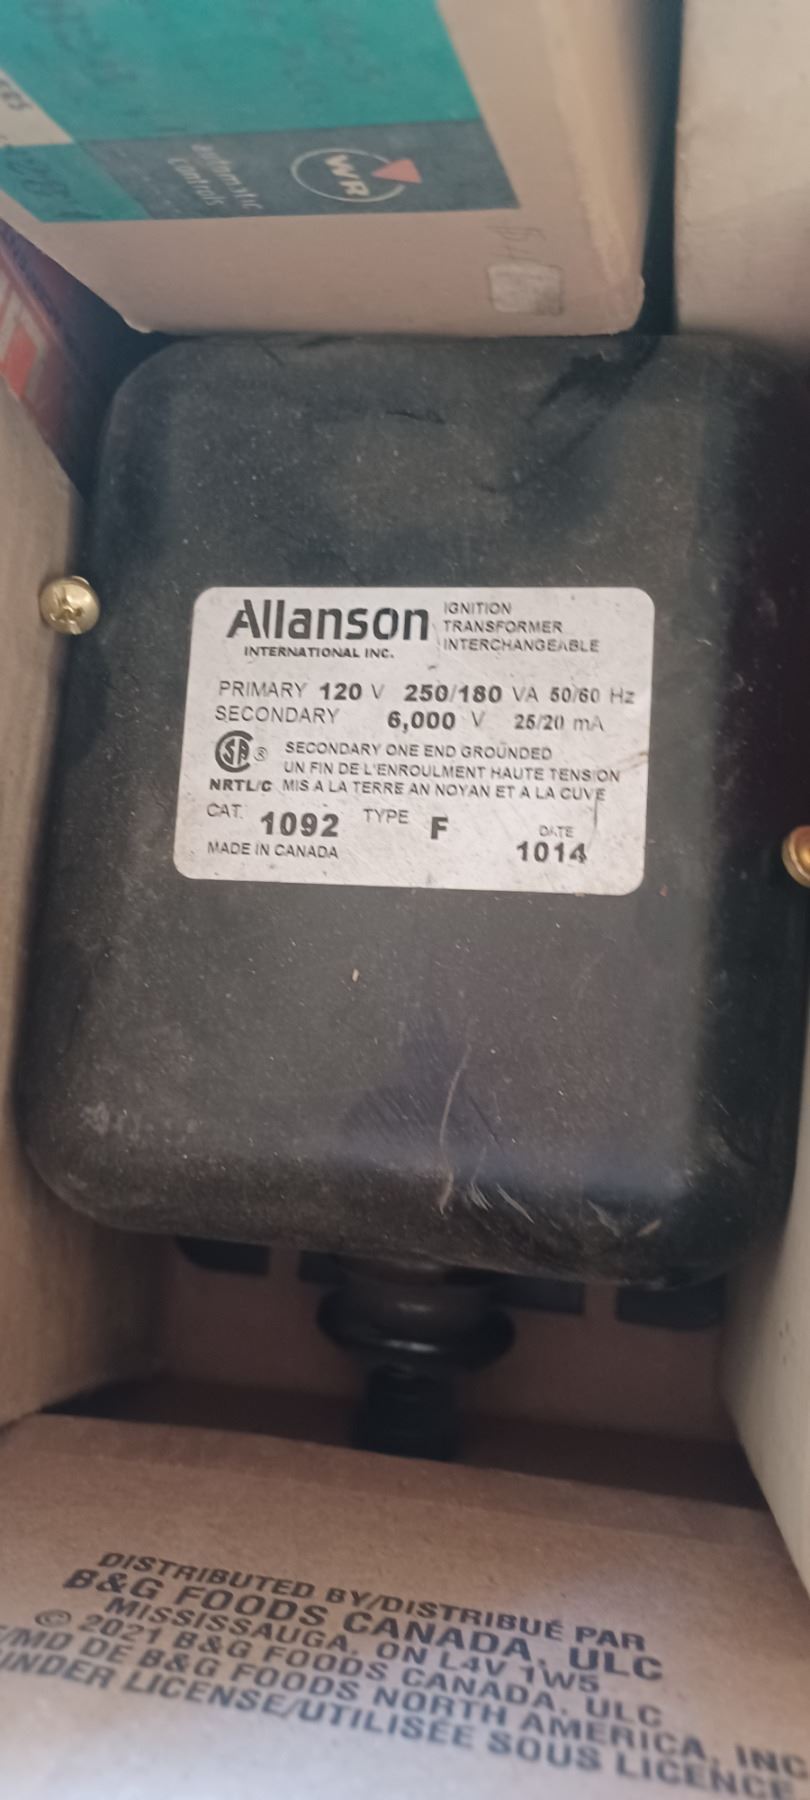 WR
automatic
controls
Allanson
INTERNATIONAL INC.
IGNITION
TRANSFORMER
INTERCHANGEABLE
PRIMARY 120 V 250/180 VA 50/60 Hz
SECONDARY 6,000 V 25/20 mA
SA ® SECONDARY ONE END GROUNDED
UN FIN DE L'ENROULMENT HAUTE TENSION
NRTL/C MIS A LA TERRE AN NOYAN ET A LA CUVE
CAT. 1092 TYPE F DATE
MADE IN CANADA 1014
DISTRIBUTED BY/DISTRIBUÉ PAR
B&G FOODS CANADA, ULC
MISSISSAUGA, ON L4V 1W5
© 2021 B&G FOODS CANADA, ULC
/MD DE B&G FOODS NORTH AMERICA, INC
UNDER LICENSE/UTILISÉE SOUS LICENCE